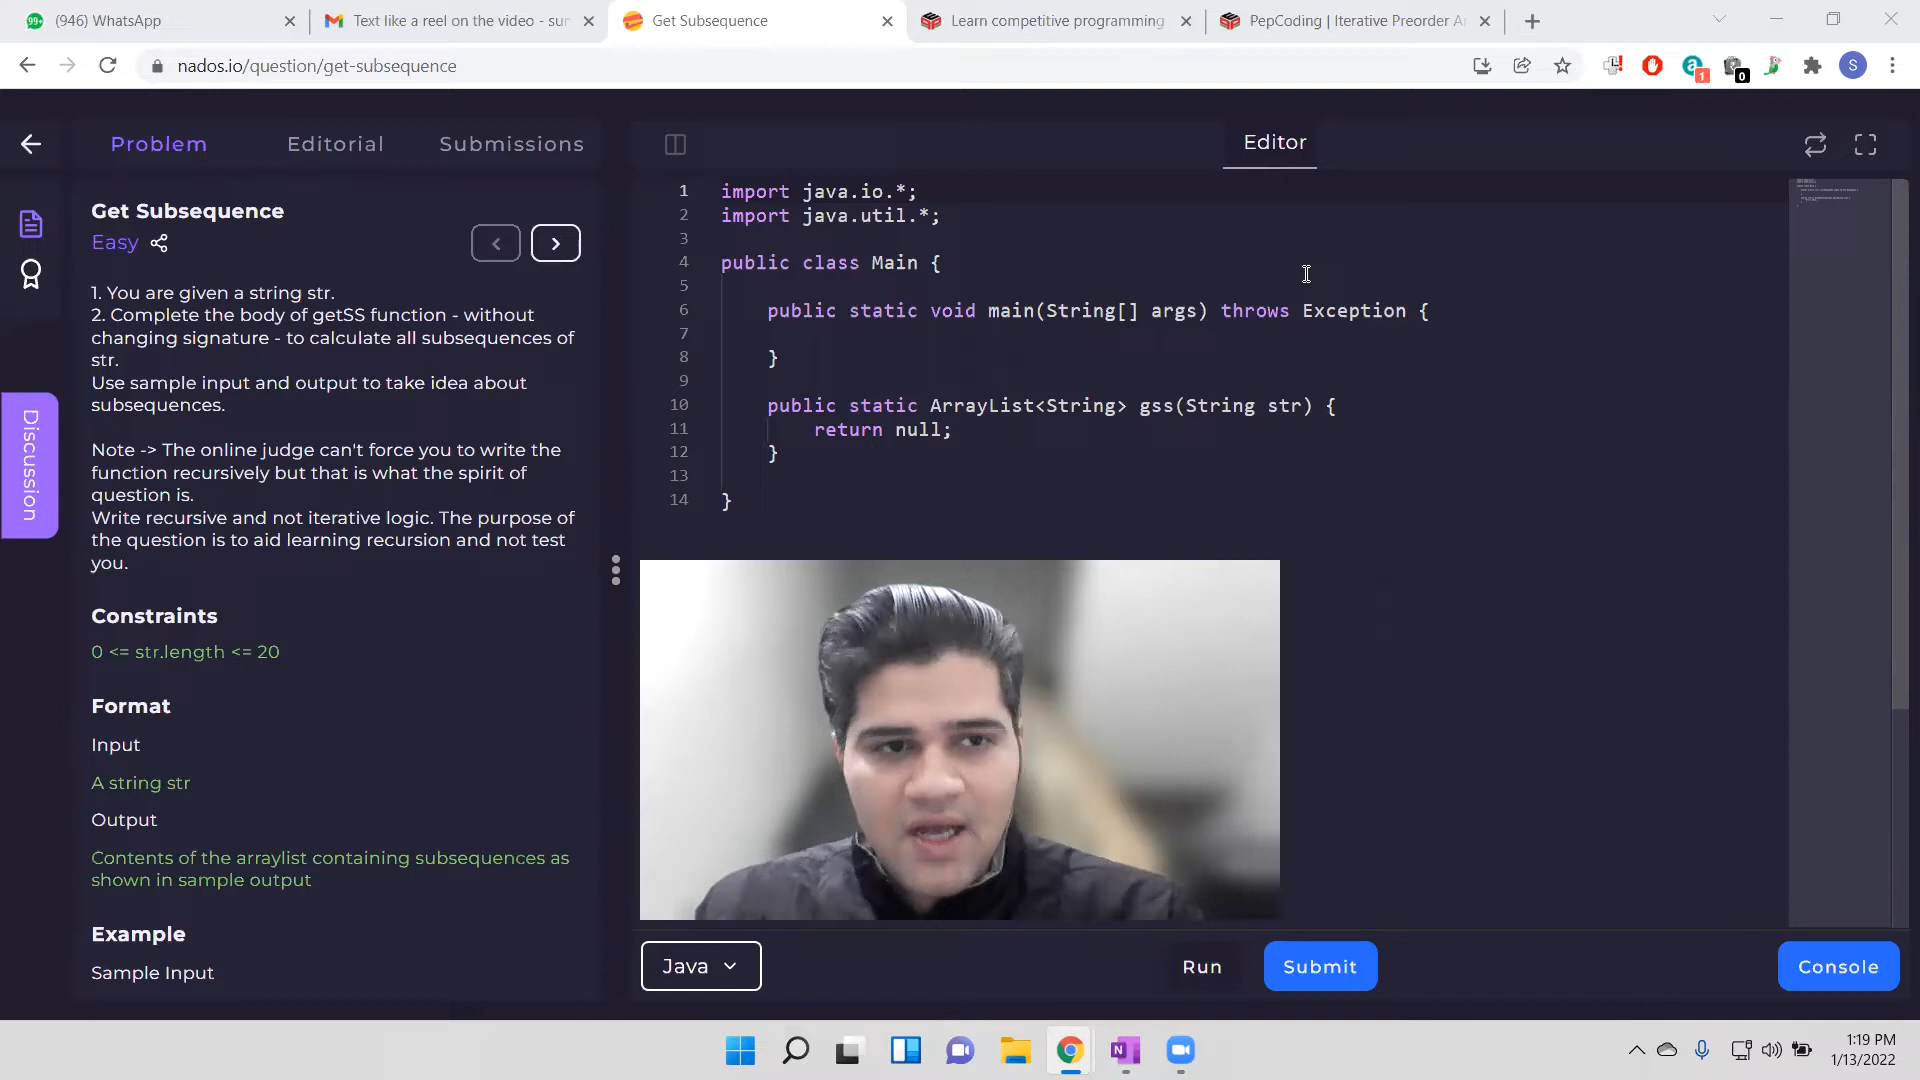 (946) WhatsApp
Text like a reel on the video - sur
Get Subsequence
Learn competitive programming
PepCoding | Iterative Preorder A
nados.io/question/get-subsequence
1
0
S
Problem
Editorial
Submissions
Editor
Get Subsequence
Easy
1. You are given a string str.
2. Complete the body of getSS function - without
changing signature - to calculate all subsequences of
str.
Use sample input and output to take idea about
subsequences.
Note -> The online judge can't force you to write the
function recursively but that is what the spirit of
question is.
Write recursive and not iterative logic. The purpose of
the question is to aid learning recursion and not test
you.
Constraints
0 <= str.length <= 20
Format
Input
A string str
Output
Contents of the arraylist containing subsequences as
shown in sample output
Example
Sample Input
Discussion
1 import java.io.*;
2 import java.util.*;
3
4 public class Main {
5
6 public static void main(String[] args) throws Exception {
7
8 }
9
10 public static ArrayList<String> gss(String str) {
11 return null;
12 }
13
14 }
Java
Run
Submit
Console
1:19 PM
1/13/2022